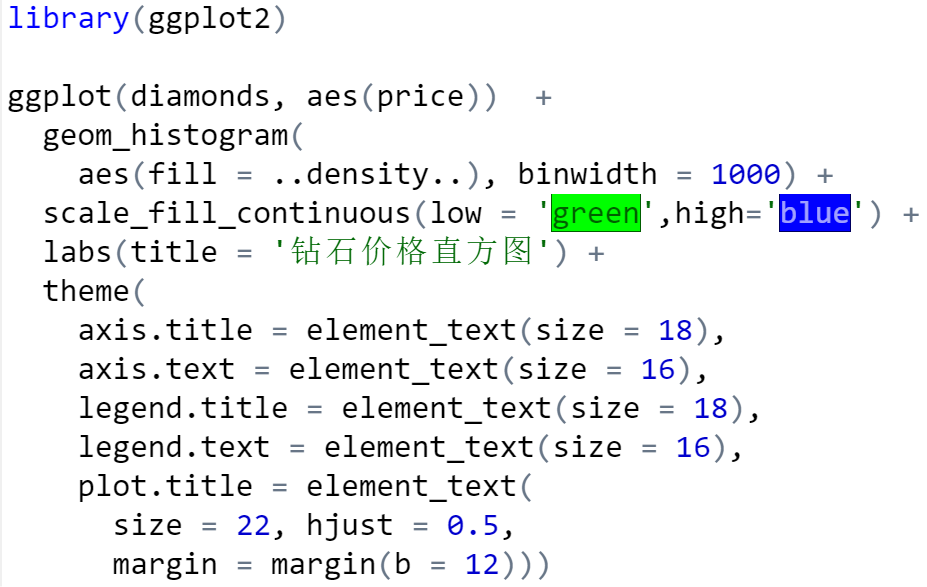 library(ggplot2)
ggplot(diamonds, aes(price))  +
  geom_histogram(
    aes(fill = ..density..), binwidth = 1000) +
  scale_fill_continuous(low = 'green',high='blue') +
  labs(title = '钻石价格直方图') +
  theme(
    axis.title = element_text(size = 18),
    axis.text = element_text(size = 16),
    legend.title = element_text(size = 18),
    legend.text = element_text(size = 16),
    plot.title = element_text(
      size = 22, hjust = 0.5,
      margin = margin(b = 12)))